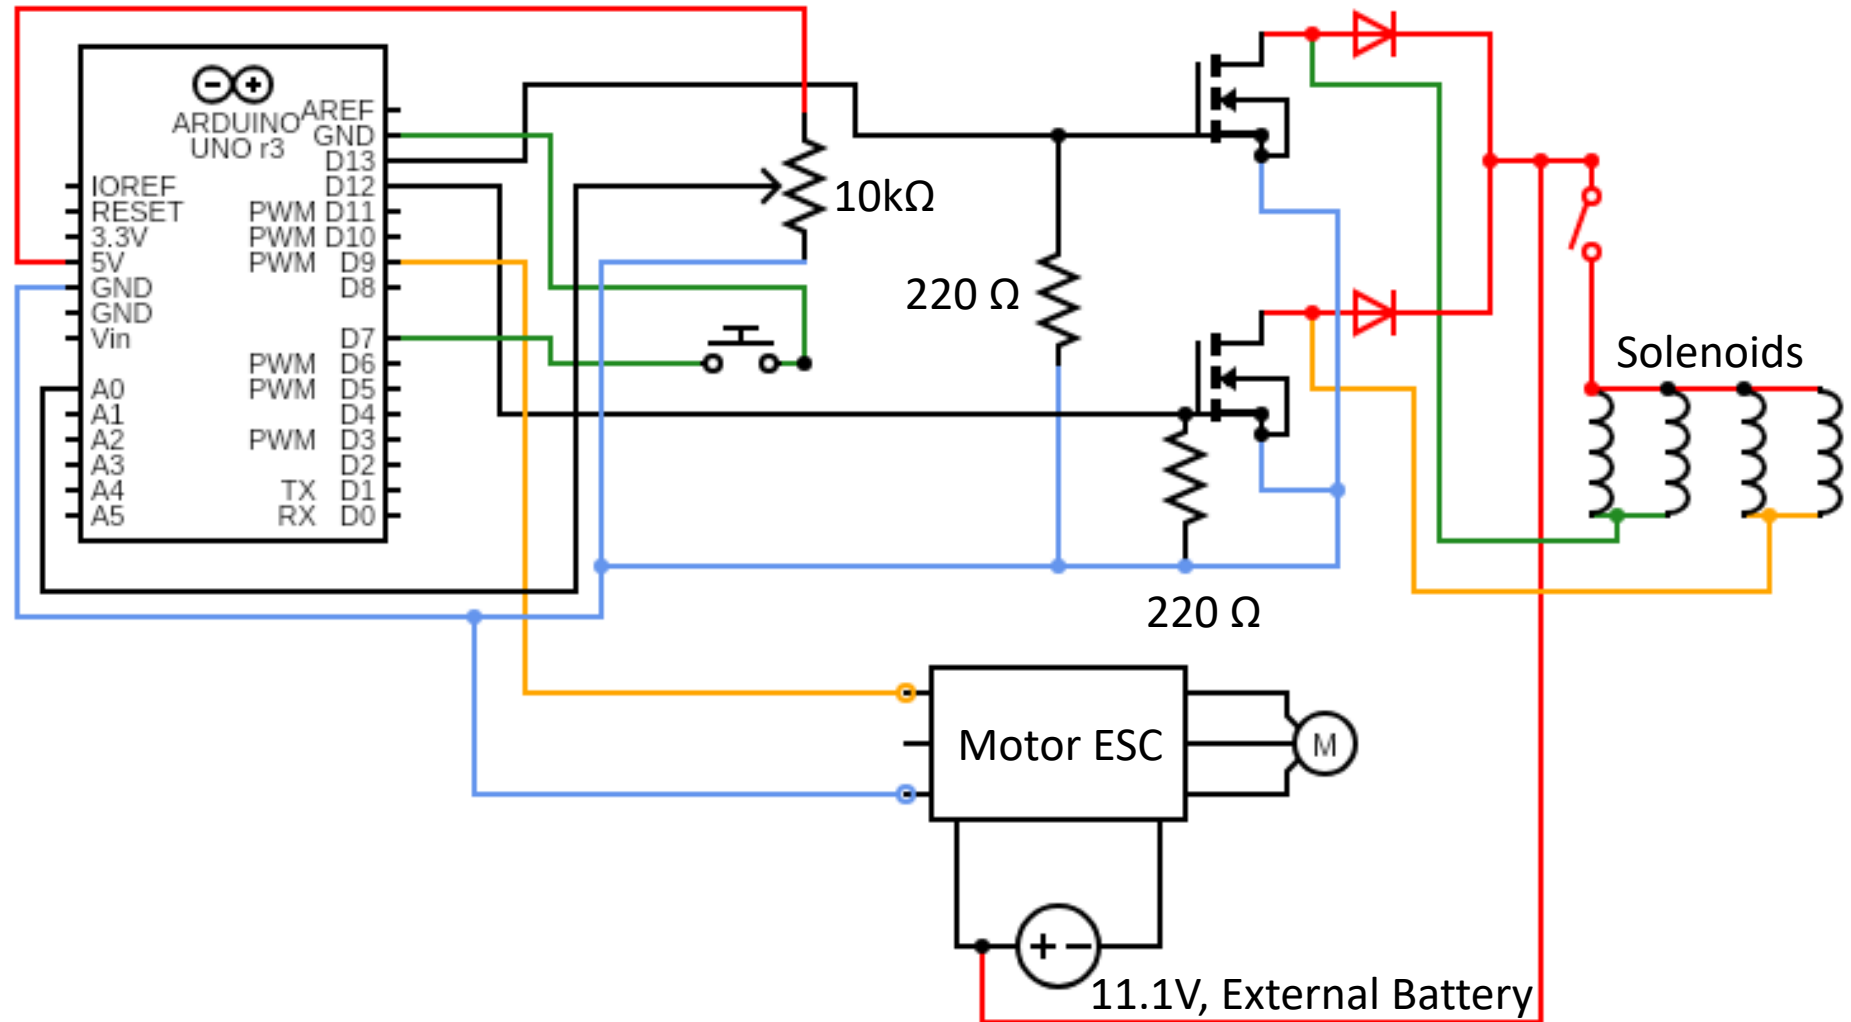 ARDUINO
UNO r3
AREF
GND
D13
D12
PWM D11
PWM D10
PWM D9
D8
D7
PWM D6
PWM D5
D4
PWM D3
D2
TX D1
RX D0
IOREF
RESET
3.3V
5V
GND
GND
Vin
A0
A1
A2
A3
A4
A5
10kΩ
220 Ω
Solenoids
220 Ω
Motor ESC
M
11.1V, External Battery